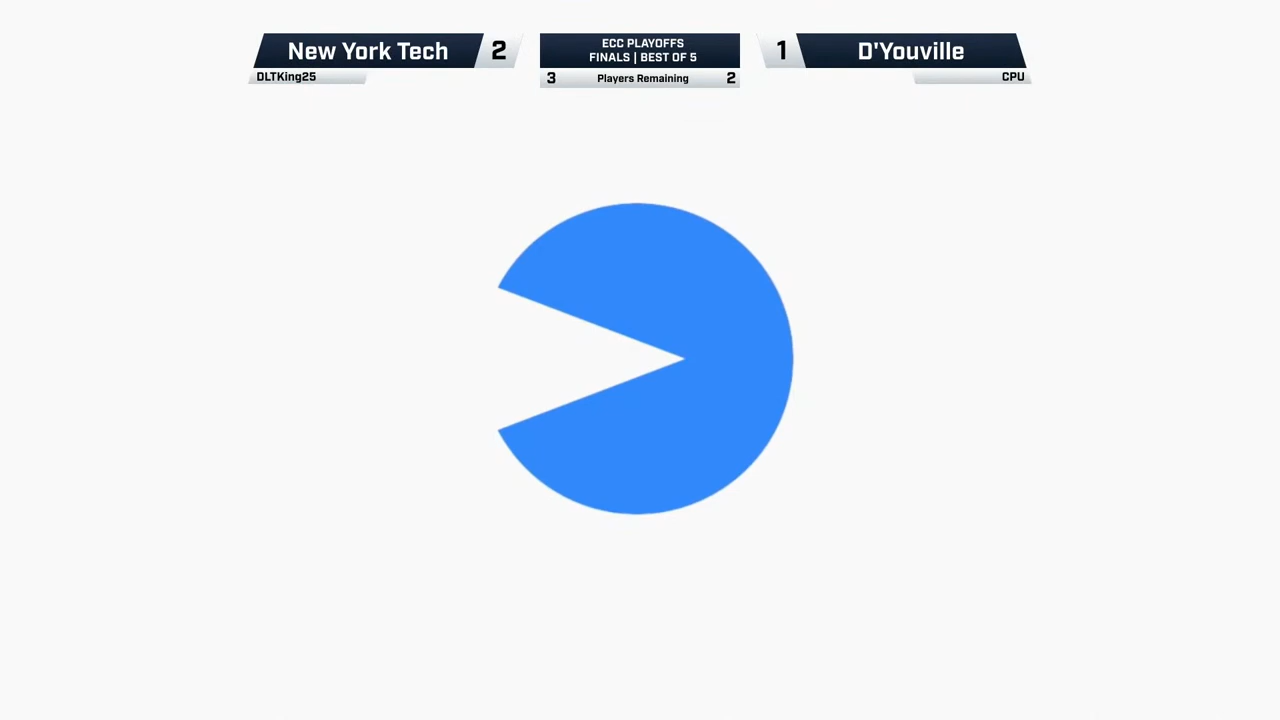 New York Tech 2
DLTKing25
ECC PLAYOFFS
FINALS | BEST OF 5
3 Players Remaining 2
1 D'Youville
CPU